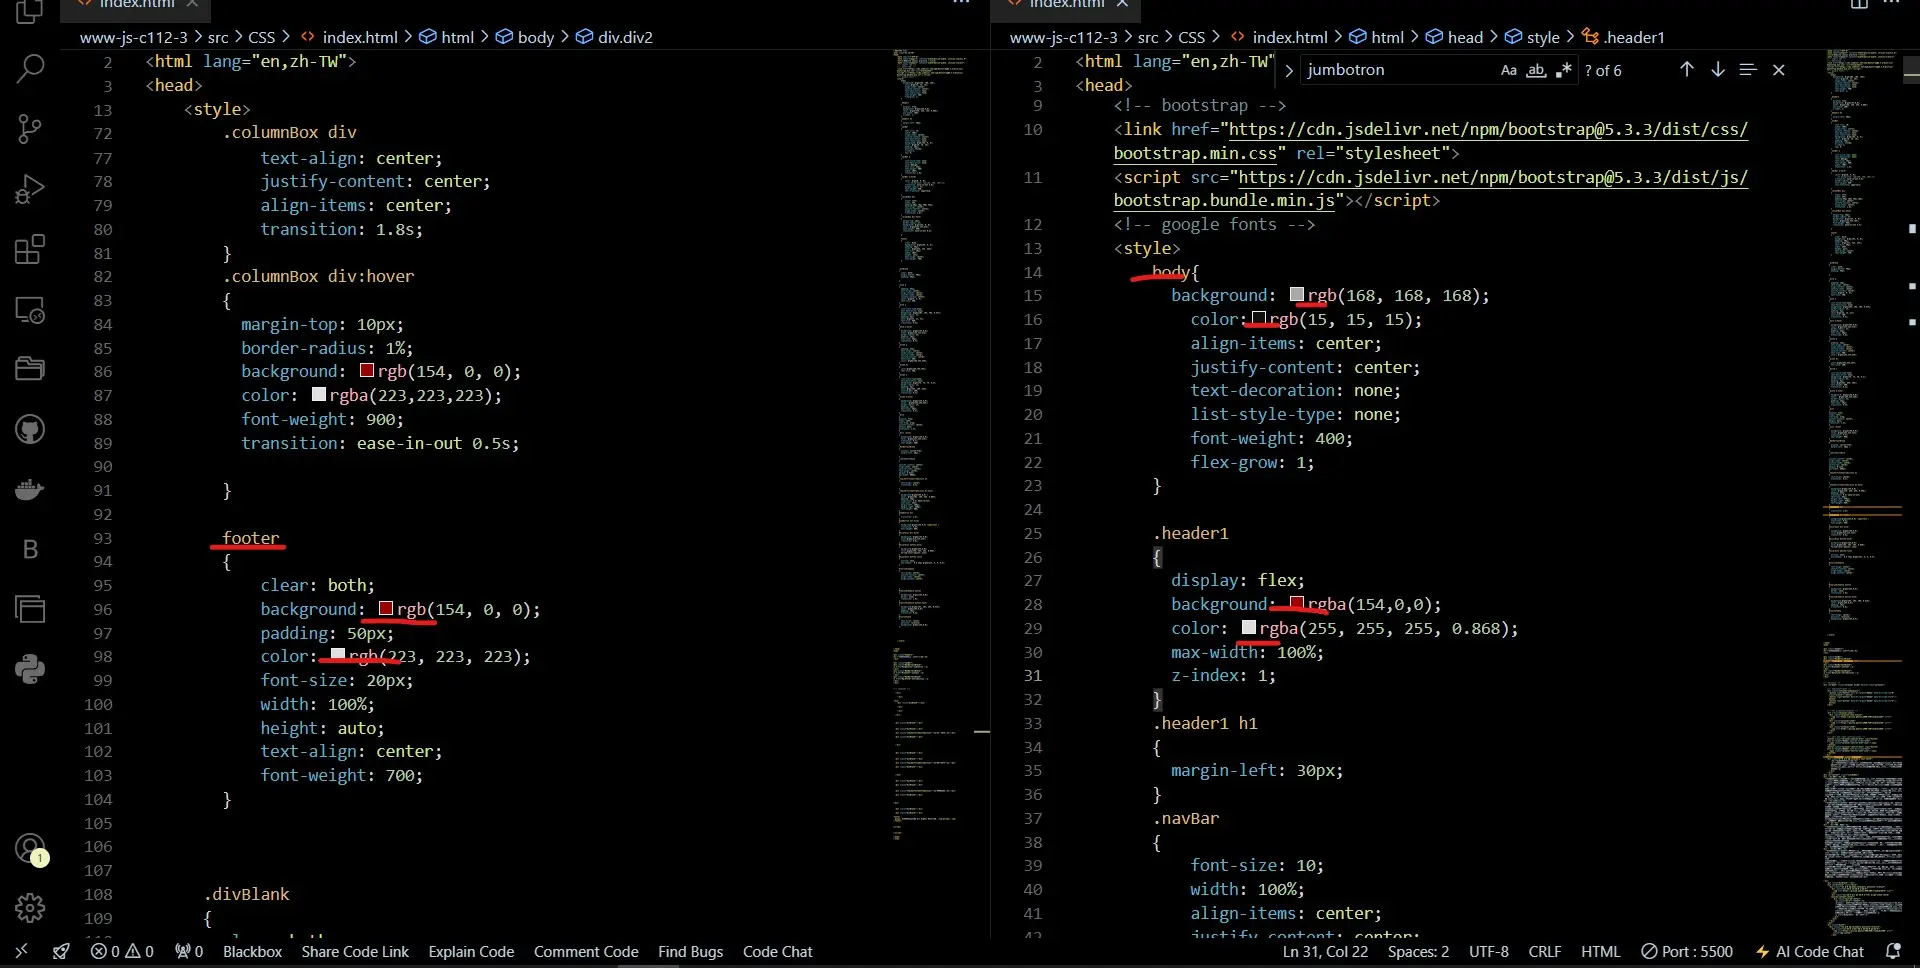 index.html
www-js-c112-3 > src > CSS > index.html > html > body > div.div2
2 <html lang="en,zh-TW">
3 <head>
13 <style>
72 .columnBox div
77 text-align: center;
78 justify-content: center;
79 align-items: center;
80 transition: 1.8s;
81 }
82 .columnBox div:hover
83 {
84 margin-top: 10px;
85 border-radius: 1%;
86 background: rgb(154, 0, 0);
87 color: rgba(223,223,223);
88 font-weight: 900;
89 transition: ease-in-out 0.5s;
90
91 }
92
93 footer
94 {
95 clear: both;
96 background: rgb(154, 0, 0);
97 padding: 50px;
98 color: rgb(223, 223, 223);
99 font-size: 20px;
100 width: 100%;
101 height: auto;
102 text-align: center;
103 font-weight: 700;
104 }
105
106
107
108 .divBlank
109 {
index.html
www-js-c112-3 > src > CSS > index.html > html > head > style > .header1
jumbotron Aa ab .* ? of 6
2 <html lang="en,zh-TW"
3 <head>
9 <!-- bootstrap -->
10 <link href="https://cdn.jsdelivr.net/npm/bootstrap@5.3.3/dist/css/
bootstrap.min.css" rel="stylesheet">
11 <script src="https://cdn.jsdelivr.net/npm/bootstrap@5.3.3/dist/js/
bootstrap.bundle.min.js"></script>
12 <!-- google fonts -->
13 <style>
14 body{
15 background: rgb(168, 168, 168);
16 color: rgb(15, 15, 15);
17 align-items: center;
18 justify-content: center;
19 text-decoration: none;
20 list-style-type: none;
21 font-weight: 400;
22 flex-grow: 1;
23 }
24
25 .header1
26 {
27 display: flex;
28 background: rgba(154,0,0);
29 color: rgba(255, 255, 255, 0.868);
30 max-width: 100%;
31 z-index: 1;
32 }
33 .header1 h1
34 {
35 margin-left: 30px;
36 }
37 .navBar
38 {
39 font-size: 10;
40 width: 100%;
41 align-items: center;
42 justify-content: center;
B
1
0 0 0 Blackbox Share Code Link Explain Code Comment Code Find Bugs Code Chat Ln 31, Col 22 Spaces: 2 UTF-8 CRLF HTML Port : 5500 AI Code Chat